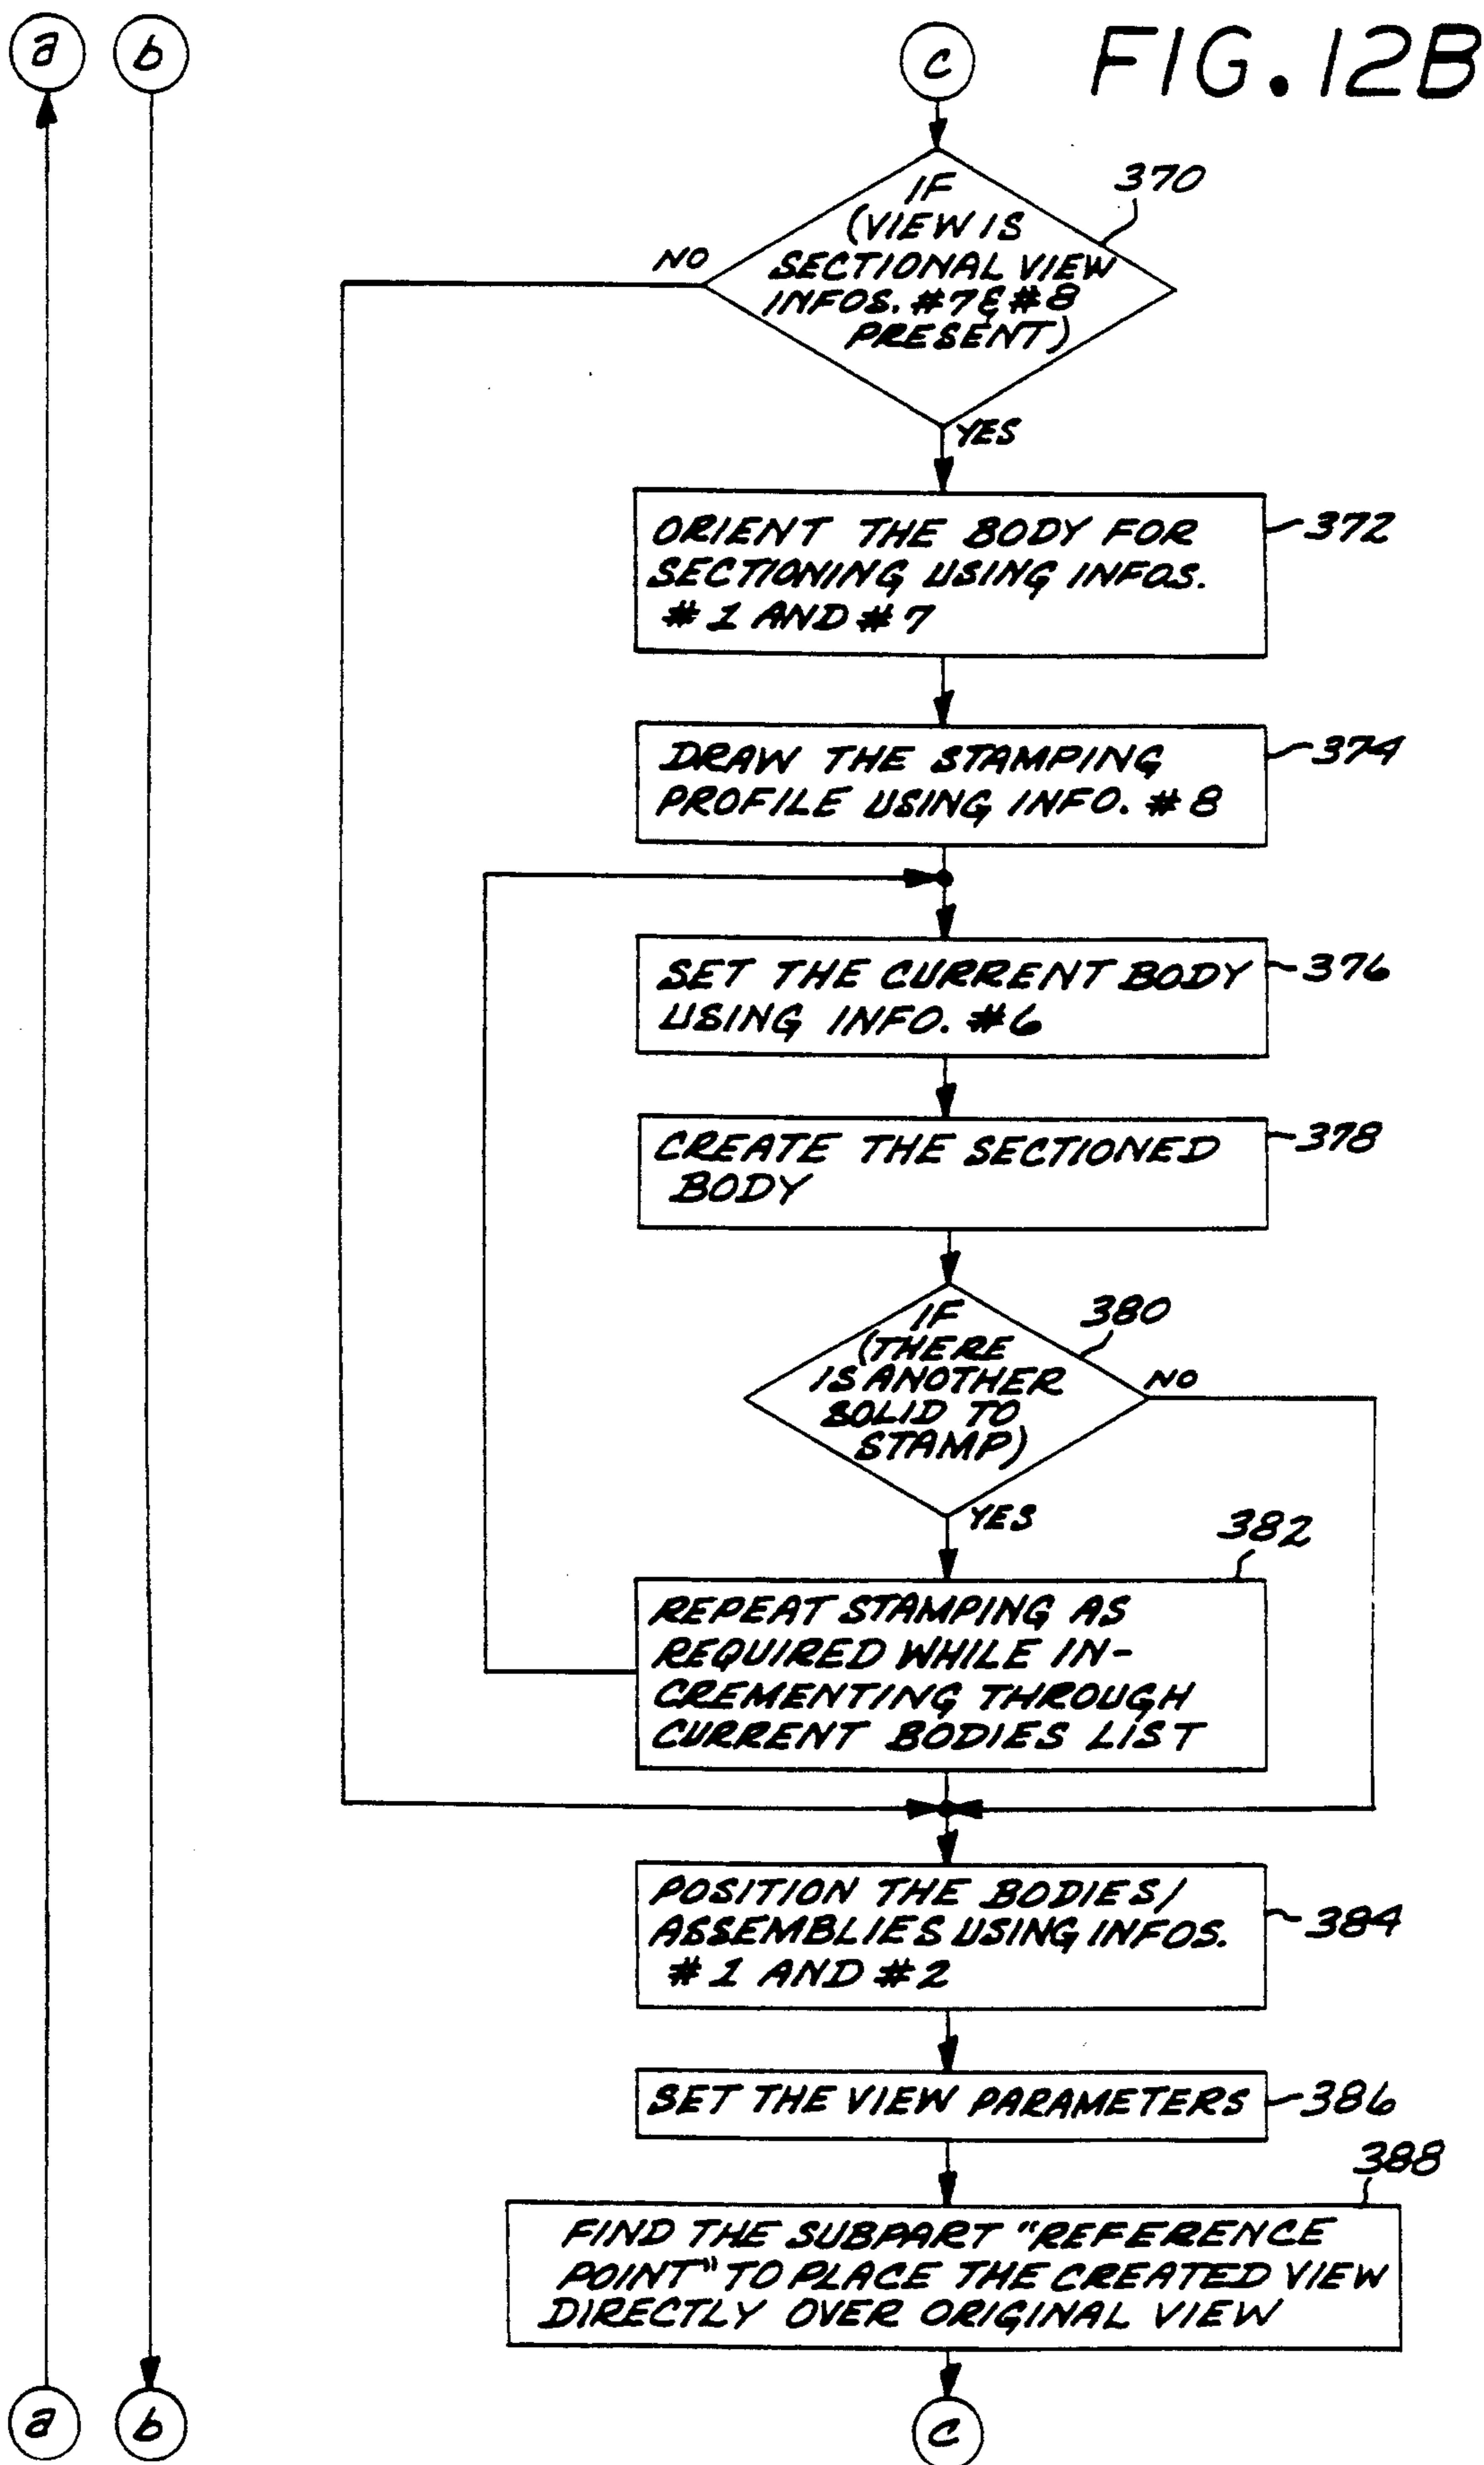 a
b
c
FIG. 12B
370
IF
(VIEW IS
SECTIONAL VIEW
INFOS. #7 & #8
PRESENT)
NO
YES
ORIENT THE BODY FOR
SECTIONING USING INFOS.
#1 AND #7
372
DRAW THE STAMPING
PROFILE USING INFO. #8
374
SET THE CURRENT BODY
USING INFO. #6
376
CREATE THE SECTIONED
BODY
378
IF
(THERE
IS ANOTHER
SOLID TO
STAMP)
380
NO
YES
382
REPEAT STAMPING AS
REQUIRED WHILE IN-
CREMENTING THROUGH
CURRENT BODIES LIST
POSITION THE BODIES/
ASSEMBLIES USING INFOS.
#1 AND #2
384
SET THE VIEW PARAMETERS
386
388
FIND THE SUBPART "REFERENCE
POINT" TO PLACE THE CREATED VIEW
DIRECTLY OVER ORIGINAL VIEW
a
b
c